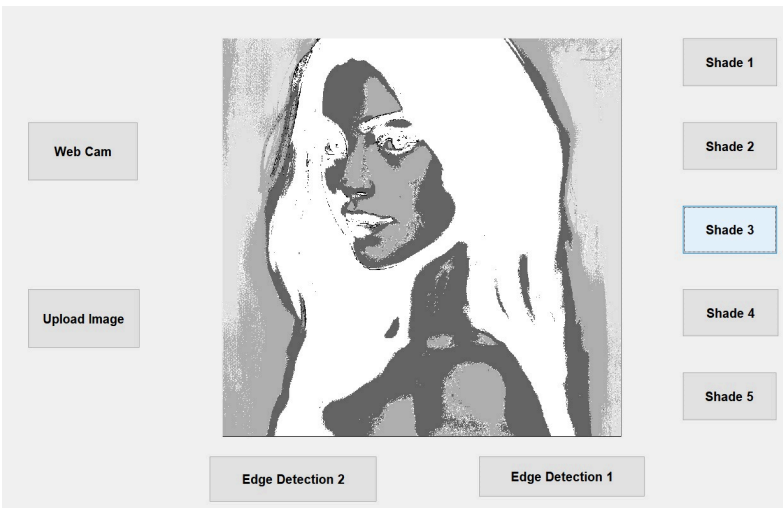 Shade 1
Web Cam
Shade 2
Shade 3
Upload Image
Shade 4
Shade 5
Edge Detection 2
Edge Detection 1